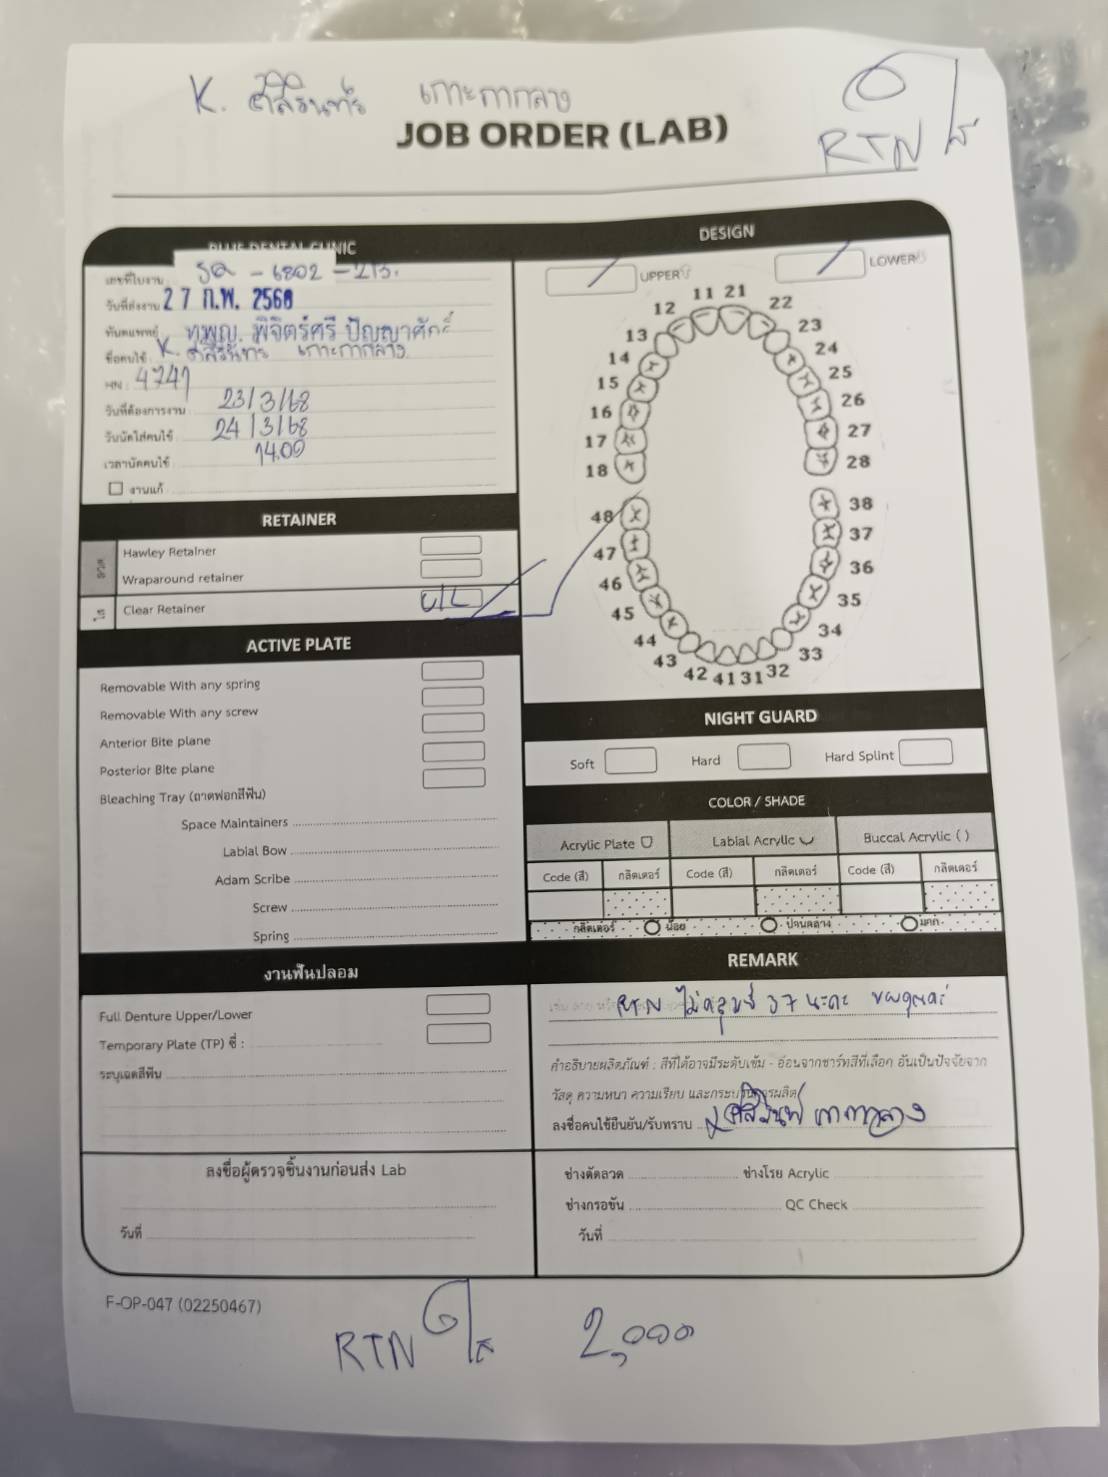 K. ศิริรินทร์ เกาะกากลาง
RTN ใส
JOB ORDER (LAB)
BLUE DENTAL CLINIC
เลขที่ใบงาน SQ - 6802 - 213.
วันที่ส่งงาน 27 ก.พ. 2568
ทันตแพทย์ ทพญ. พิจิตร์ศรี ปัญญาศักดิ์
ชื่อคนไข้ K. ศิริรินทร เกาะกากลาง
HN : 4747
วันที่ต้องการงาน 23/3/68
วันนัดใส่คนไข้ 24/3/68
เวลานัดคนไข้ 14.00
งานแก้
DESIGN
UPPER
LOWER
11 21
12 22
13 23
14 24
15 25
16 26
17 27
18 28
48 38
47 37
46 36
45 35
44 34
43 33
42 41 31 32
RETAINER
ลวด
Hawley Retainer
Wraparound retainer
ใส
Clear Retainer U/L
ACTIVE PLATE
Removable With any spring
Removable With any screw
Anterior Bite plane
Posterior Bite plane
Bleaching Tray (ถาดฟอกสีฟัน)
Space Maintainers
Labial Bow
Adam Scribe
Screw
Spring
NIGHT GUARD
Soft Hard Hard Splint
COLOR / SHADE
Acrylic Plate Labial Acrylic Buccal Acrylic ( )
Code (สี) กลิตเตอร์ Code (สี) กลิตเตอร์ Code (สี) กลิตเตอร์
กลิตเตอร์ น้อย ปานกลาง มาก
งานฟันปลอม
Full Denture Upper/Lower
Temporary Plate (TP) ซี่ :
ระบุเฉดสีฟัน
REMARK
RTN ไม่คลุมซี่ 37 นะคะ ขอบคุณค่ะ
คำอธิบายผลิตภัณฑ์ : สีที่ได้อาจมีระดับเข้ม - อ่อนจากชาร์ทสีที่เลือก อันเป็นปัจจัยจาก
วัสดุ ความหนา ความเรียบ และกระบวนการผลิต
ลงชื่อคนไข้ยืนยัน/รับทราบ
ลงชื่อผู้ตรวจชิ้นงานก่อนส่ง Lab
วันที่
ช่างดัดลวด ช่างโรย Acrylic
ช่างกรอขัน QC Check
วันที่
F-OP-047 (02250467)
RTN ใส 2,000